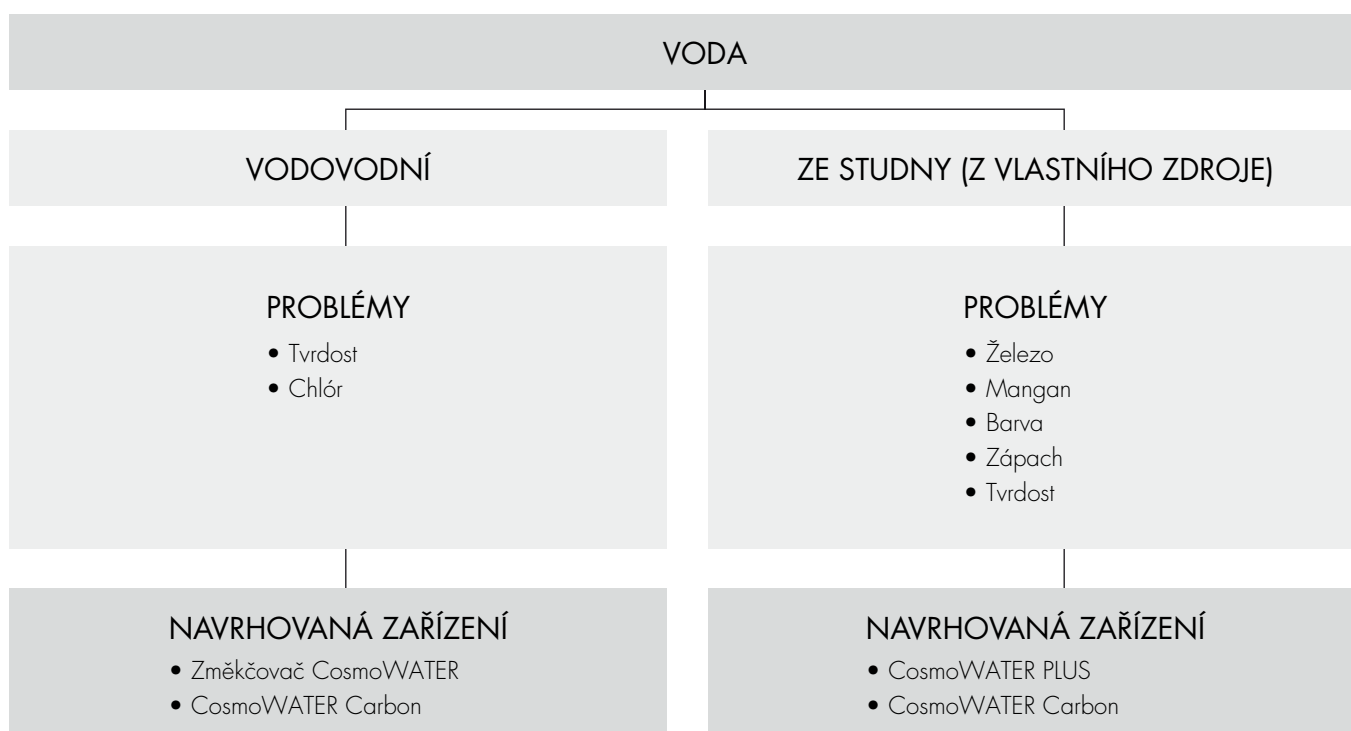 VODA
VODOVODNÍ
PROBLÉMY
• Tvrdost
• Chlór
NAVRHOVANÁ ZAŘÍZENÍ
• Změkčovač CosmoWATER
• CosmoWATER Carbon
ZE STUDNY (Z VLASTNÍHO ZDROJE)
PROBLÉMY
• Železo
• Mangan
• Barva
• Zápach
• Tvrdost
NAVRHOVANÁ ZAŘÍZENÍ
• CosmoWATER PLUS
• CosmoWATER Carbon